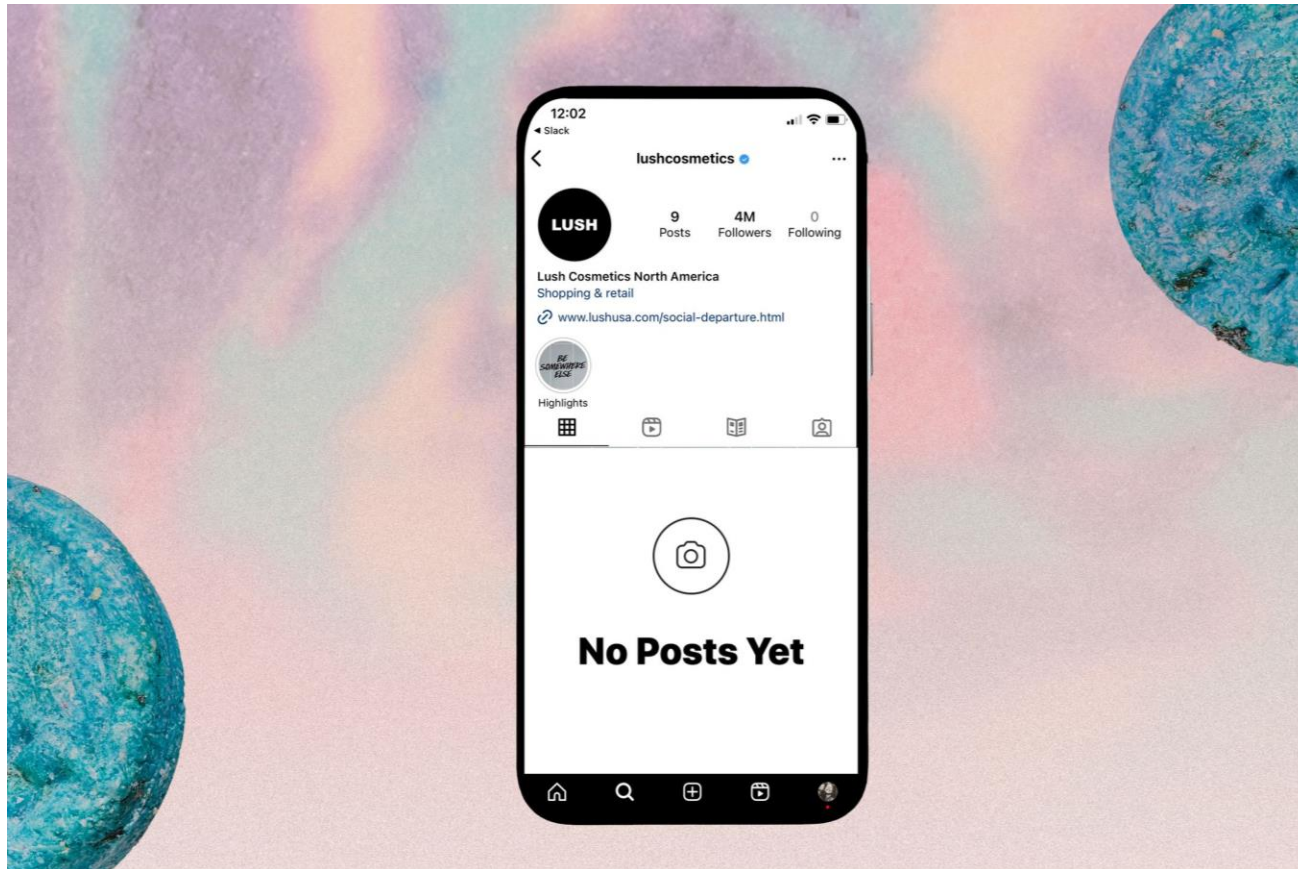 12:02
◀ Slack
lushcosmetics
LUSH
9 4M 0
Posts Followers Following
Lush Cosmetics North America
Shopping & retail
www.lushusa.com/social-departure.html
BE
SOMEWHERE
ELSE
Highlights
No Posts Yet